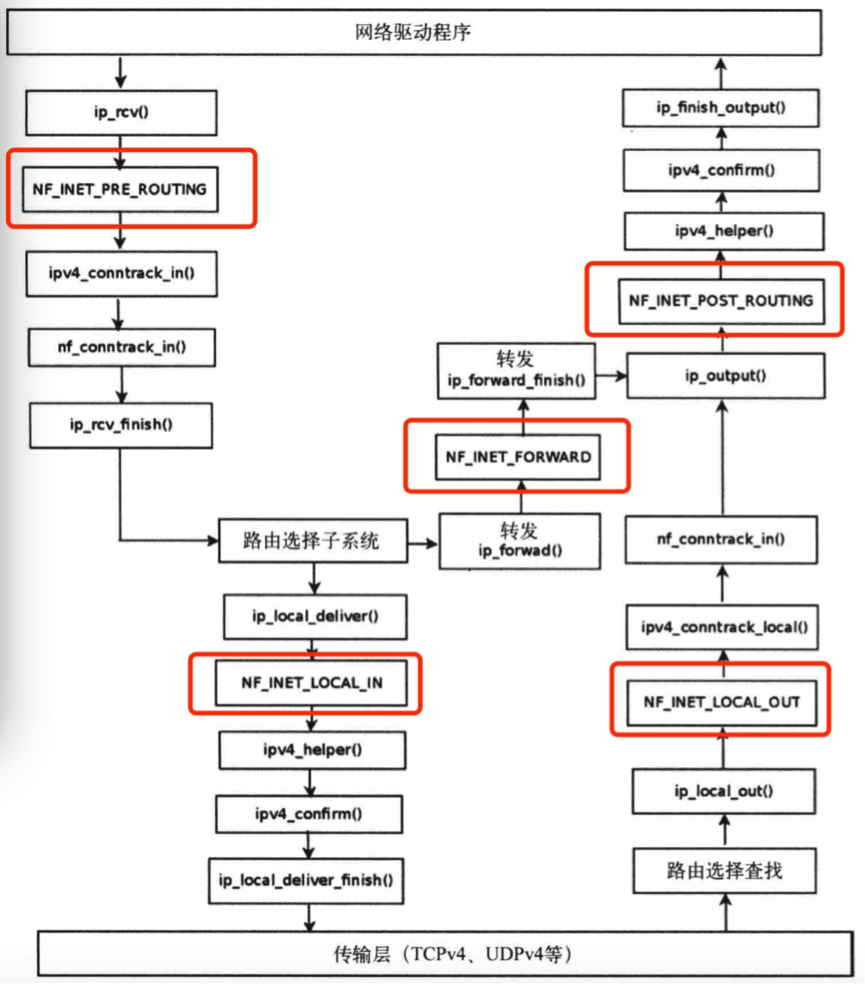 网络驱动程序
ip_rcv()
NF_INET_PRE_ROUTING
ipv4_conntrack_in()
nf_conntrack_in()
ip_rcv_finish()
路由选择子系统
ip_local_deliver()
NF_INET_LOCAL_IN
ipv4_helper()
ipv4_confirm()
ip_local_deliver_finish()
转发
ip_forwad()
NF_INET_FORWARD
转发
ip_forward_finish()
ip_finish_output()
ipv4_confirm()
ipv4_helper()
NF_INET_POST_ROUTING
ip_output()
nf_conntrack_in()
ipv4_conntrack_local()
NF_INET_LOCAL_OUT
ip_local_out()
路由选择查找
传输层（TCPv4、UDPv4等）